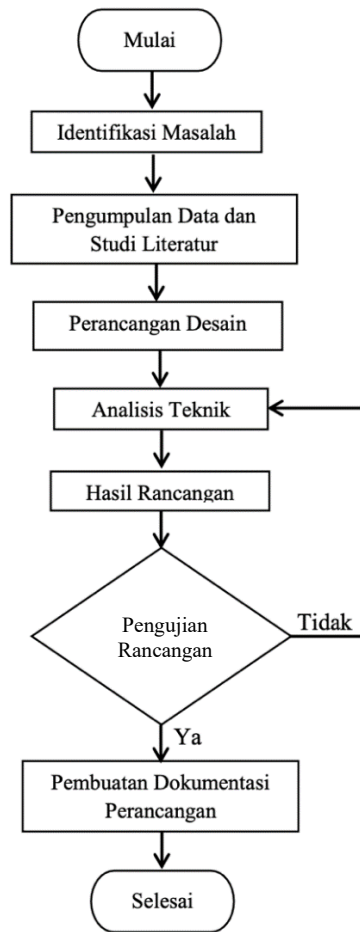 Mulai
Identifikasi Masalah
Pengumpulan Data dan
Studi Literatur
Perancangan Desain
Analisis Teknik
Hasil Rancangan
Pengujian
Rancangan
Tidak
Ya
Pembuatan Dokumentasi
Perancangan
Selesai